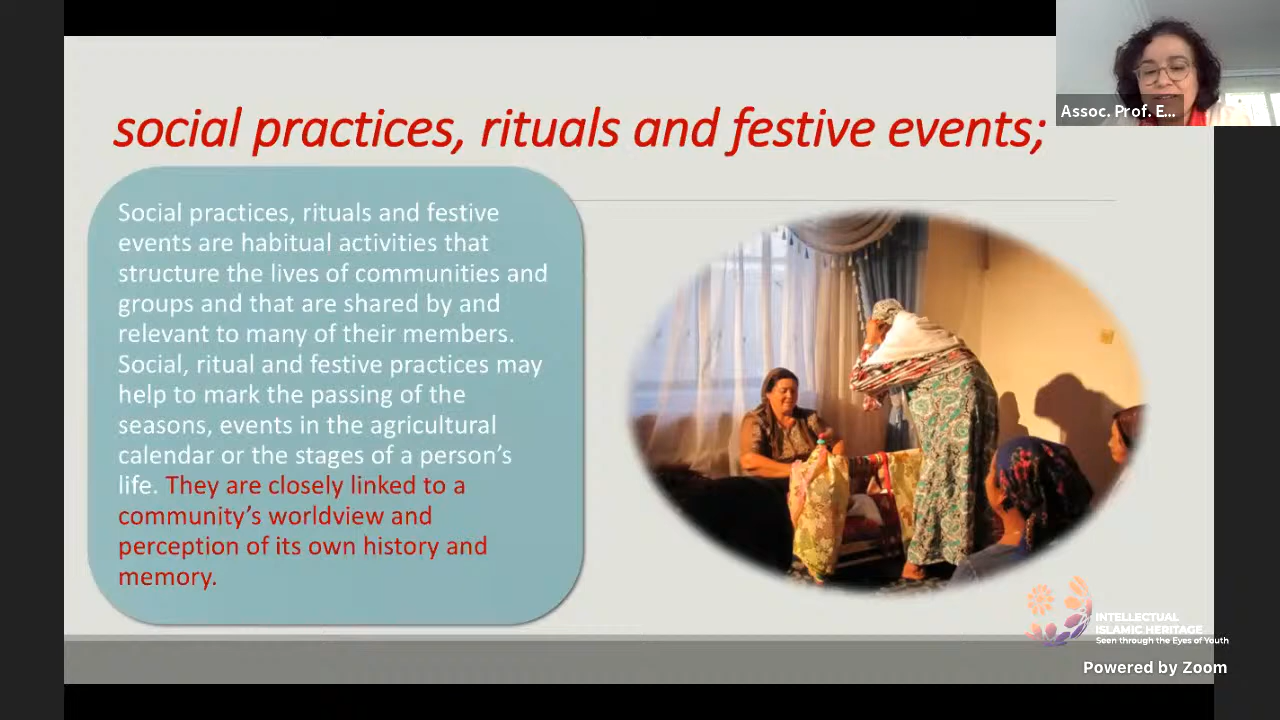 social practices, rituals and festive events;
Assoc. Prof. E...
Social practices, rituals and festive
events are habitual activities that
structure the lives of communities and
groups and that are shared by and
relevant to many of their members.
Social, ritual and festive practices may
help to mark the passing of the
seasons, events in the agricultural
calendar or the stages of a person's
life. They are closely linked to a
community's worldview and
perception of its own history and
memory.
INTELLECTUAL
ISLAMIC HERITAGE
Seen through the Eyes of Youth
Powered by Zoom